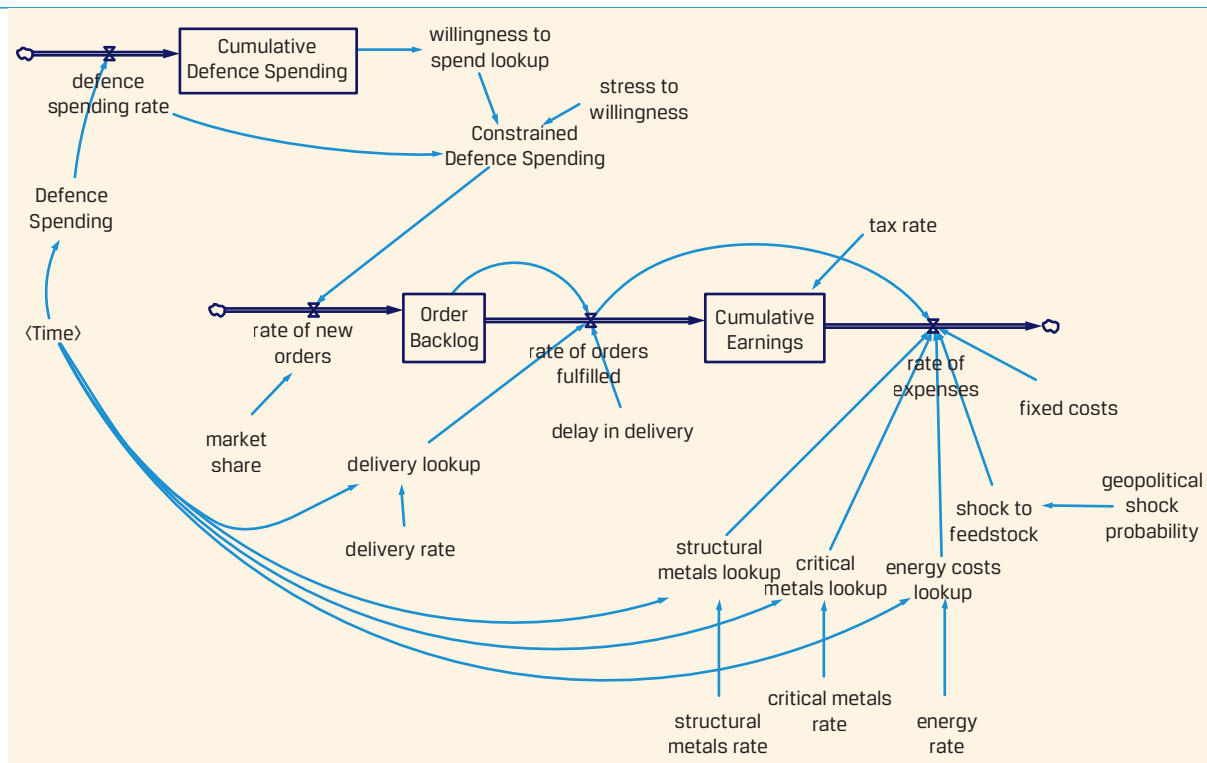 Cumulative
Defence Spending
willingness to
spend lookup
defence
spending rate
stress to
willingness
Constrained
Defence Spending
Defence
Spending
tax rate
〈Time〉
rate of new
orders
Order
Backlog
rate of orders
fulfilled
Cumulative
Earnings
rate of
expenses
fixed costs
market
share
delay in delivery
delivery lookup
delivery rate
geopolitical
shock
probability
shock to
feedstock
structural
metals lookup
critical
metals lookup
energy costs
lookup
structural
metals rate
critical metals
rate
energy
rate